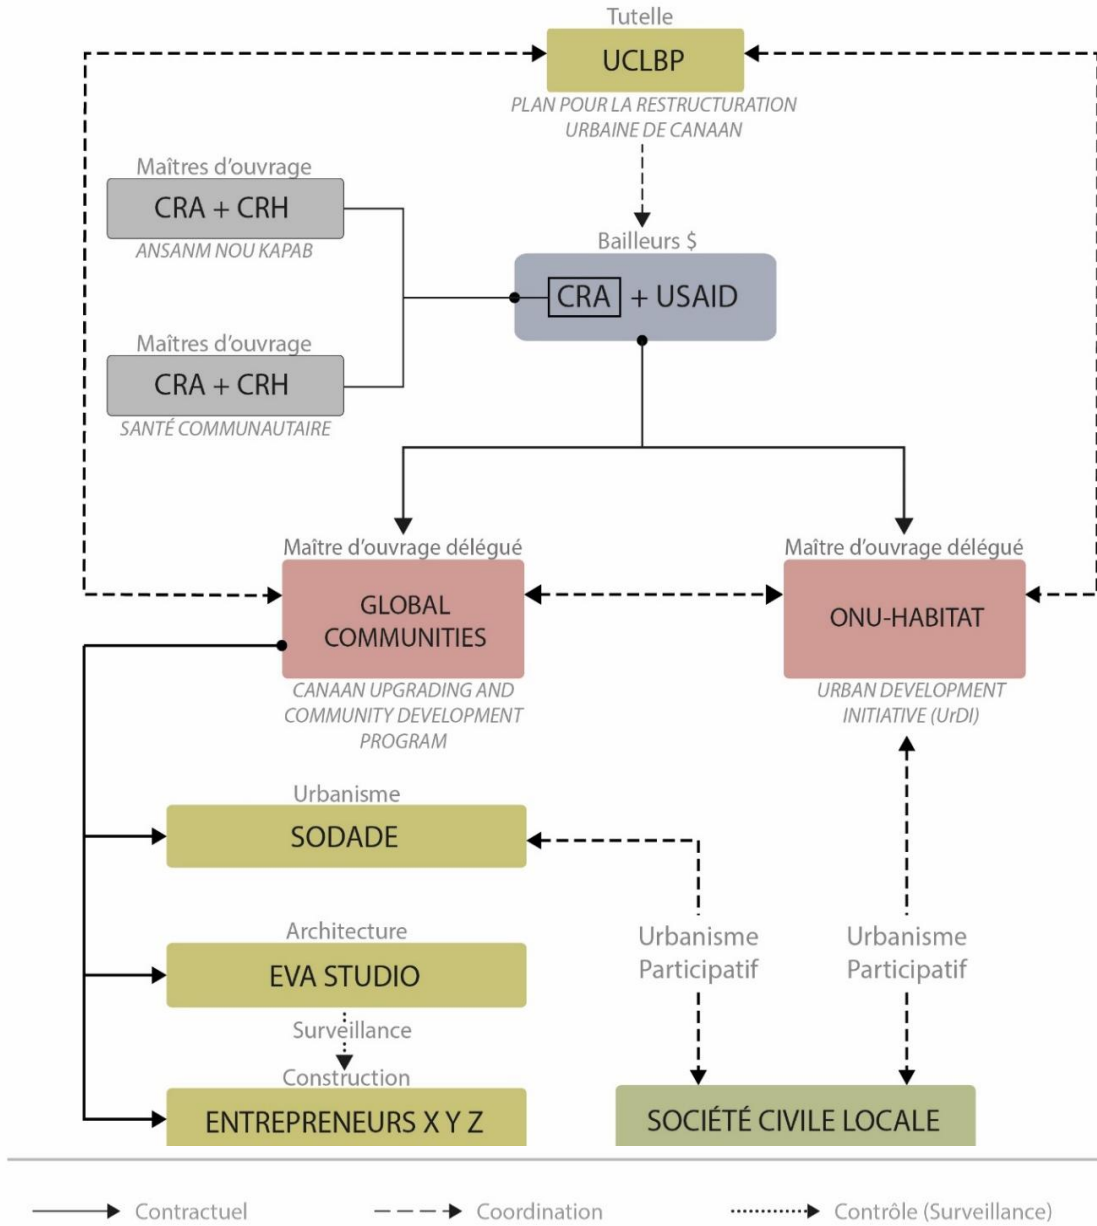 Tutelle
UCLBP
PLAN POUR LA RESTRUCTURATION
URBAINE DE CANAAN
Maîtres d'ouvrage
CRA + CRH
ANSANM NOU KAPAB
Bailleurs $
CRA + USAID
Maîtres d'ouvrage
CRA + CRH
SANTÉ COMMUNAUTAIRE
Maître d'ouvrage délégué
GLOBAL
COMMUNITIES
CANAAN UPGRADING AND
COMMUNITY DEVELOPMENT
PROGRAM
Maître d'ouvrage délégué
ONU-HABITAT
URBAN DEVELOPMENT
INITIATIVE (UrDI)
Urbanisme
SODADE
Architecture
EVA STUDIO
Surveillance
Construction
ENTREPRENEURS X Y Z
Urbanisme
Participatif
Urbanisme
Participatif
SOCIÉTÉ CIVILE LOCALE
Contractuel
Coordination
Contrôle (Surveillance)